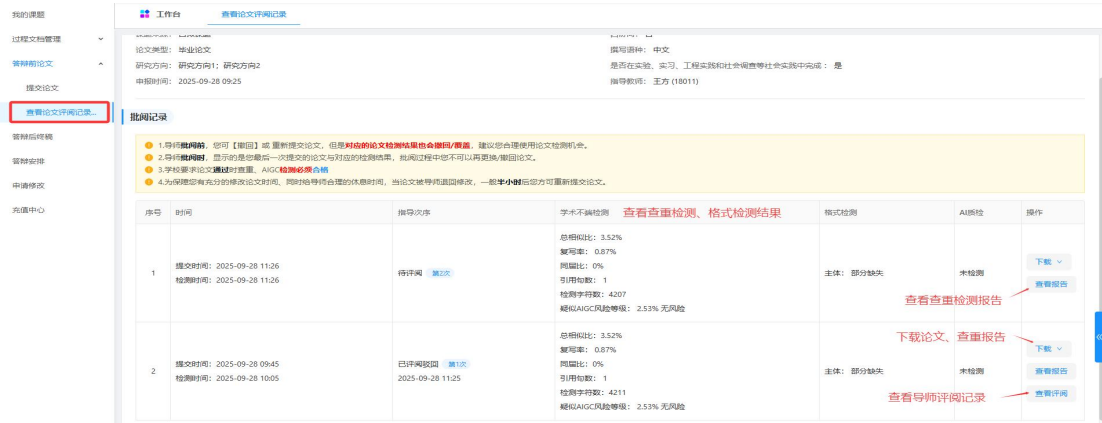 我的课题
过程文档管理
答辩前论文
提交论文
查看论文评阅记录...
答辩后终稿
答辩安排
申请修改
充值中心
工作台
查看论文评阅记录
论文类型： 毕业论文
撰写语种： 中文
研究方向： 研究方向1；研究方向2
是否在实验、实习、工程实践和社会调查等社会实践中完成： 是
申报时间： 2025-09-28 09:25
指导教师： 王方 (18011)
批阅记录
1.导师批阅前，您可【撤回】或 重新提交论文，但是对应的论文检测结果也会撤回/覆盖，建议您合理使用论文检测机会。
2.导师批阅时，显示的是您最后一次提交的论文与对应的检测结果，批阅过程中您不可以再更换/撤回论文。
3.学校要求论文通过时查重、AIGC检测必须合格
4.为保障您有充分的修改论文时间，同时给导师合理的休息时间，当论文被导师退回修改，一般半小时后您方可重新提交论文。
序号 时间 指导次序 学术不端检测 查看查重检测、格式检测结果 格式检测 AI质检 操作
1
提交时间：2025-09-28 11:26
检测时间：2025-09-28 11:26
待评阅 第2次
总相似比：3.52%
复写率： 0.87%
同届比：0%
引用句数： 1
检测字符数：4207
疑似AIGC风险等级： 2.53% 无风险
主体： 部分缺失
未检测
下载
查看报告
查看查重检测报告
2
提交时间：2025-09-28 09:45
检测时间：2025-09-28 10:05
已评阅驳回 第1次
2025-09-28 11:25
总相似比：3.52%
复写率： 0.87%
同届比：0%
引用句数： 1
检测字符数：4211
疑似AIGC风险等级： 2.53% 无风险
主体： 部分缺失
未检测
下载论文、查重报告
下载
查看报告
查看评阅
查看导师评阅记录